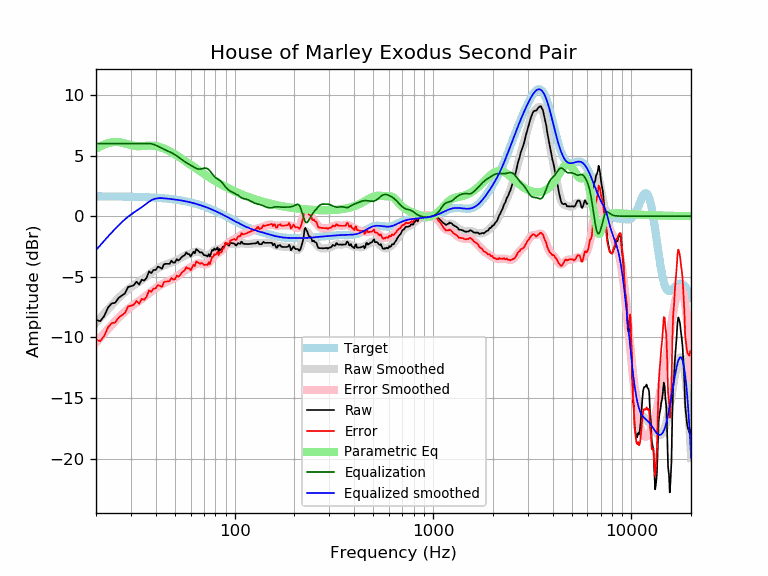 House of Marley Exodus Second Pair
10
5
0
−5
−10
−15
−20
Amplitude (dBr)
Target
Raw Smoothed
Error Smoothed
Raw
Error
Parametric Eq
Equalization
Equalized smoothed
100
1000
10000
Frequency (Hz)